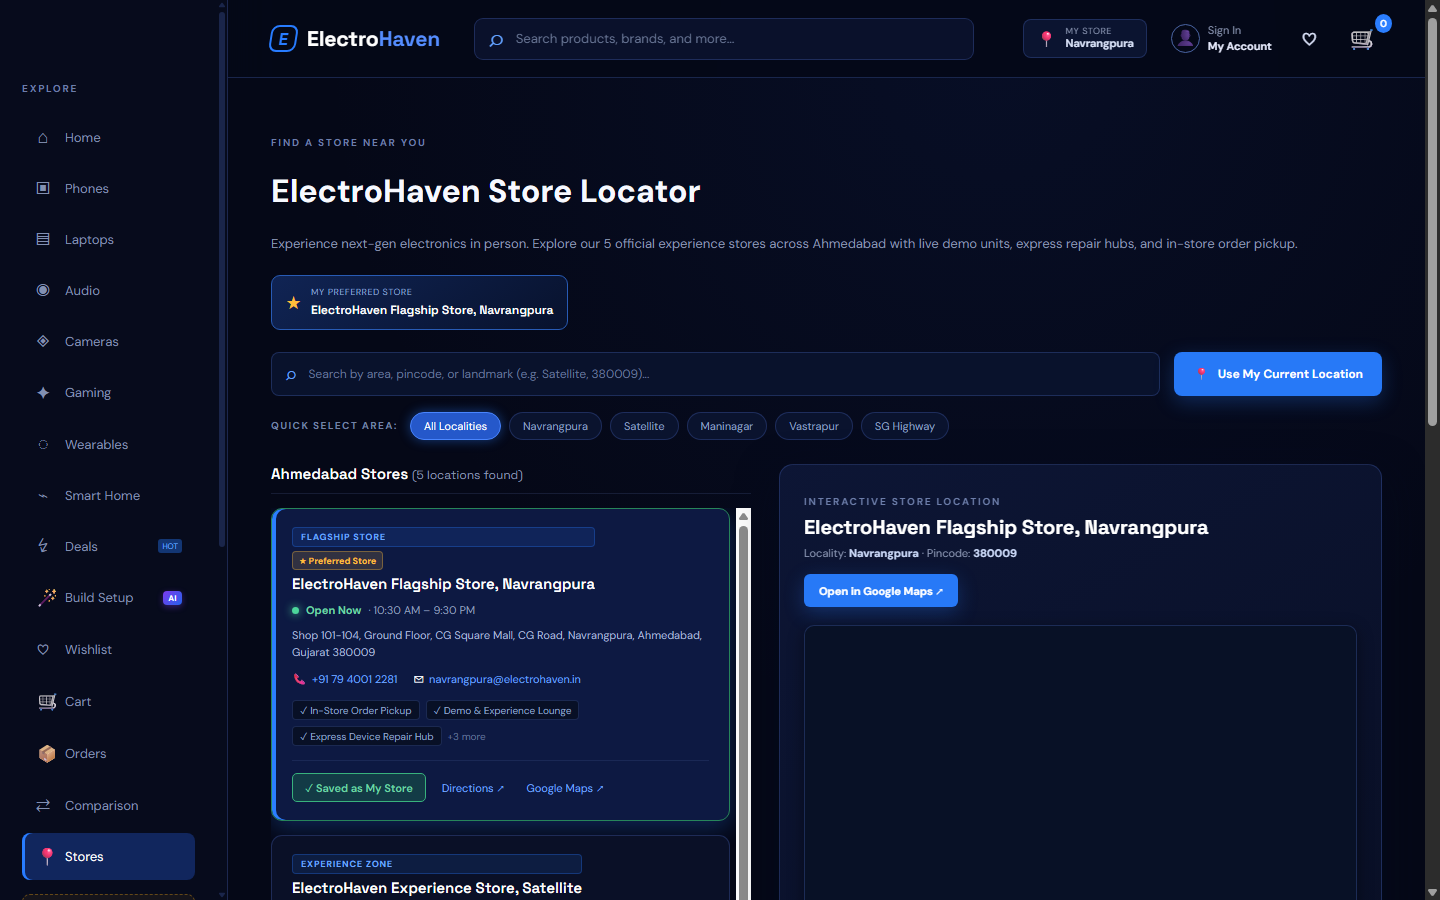 EXPLORE
Home
Phones
Laptops
Audio
Cameras
Gaming
Wearables
Smart Home
Deals HOT
Build Setup AI
Wishlist
Cart
Orders
Comparison
Stores
E ElectroHaven
Search products, brands, and more...
MY STORE
Navrangpura
Sign In
My Account
0
FIND A STORE NEAR YOU
ElectroHaven Store Locator
Experience next-gen electronics in person. Explore our 5 official experience stores across Ahmedabad with live demo units, express repair hubs, and in-store order pickup.
★ MY PREFERRED STORE
ElectroHaven Flagship Store, Navrangpura
Search by area, pincode, or landmark (e.g. Satellite, 380009)...
Use My Current Location
QUICK SELECT AREA: All Localities Navrangpura Satellite Maninagar Vastrapur SG Highway
Ahmedabad Stores (5 locations found)
FLAGSHIP STORE
★ Preferred Store
ElectroHaven Flagship Store, Navrangpura
Open Now · 10:30 AM – 9:30 PM
Shop 101-104, Ground Floor, CG Square Mall, CG Road, Navrangpura, Ahmedabad,
Gujarat 380009
+91 79 4001 2281 navrangpura@electrohaven.in
✓ In-Store Order Pickup ✓ Demo & Experience Lounge
✓ Express Device Repair Hub +3 more
✓ Saved as My Store Directions ↗ Google Maps ↗
EXPERIENCE ZONE
ElectroHaven Experience Store, Satellite
INTERACTIVE STORE LOCATION
ElectroHaven Flagship Store, Navrangpura
Locality: Navrangpura · Pincode: 380009
Open in Google Maps ↗